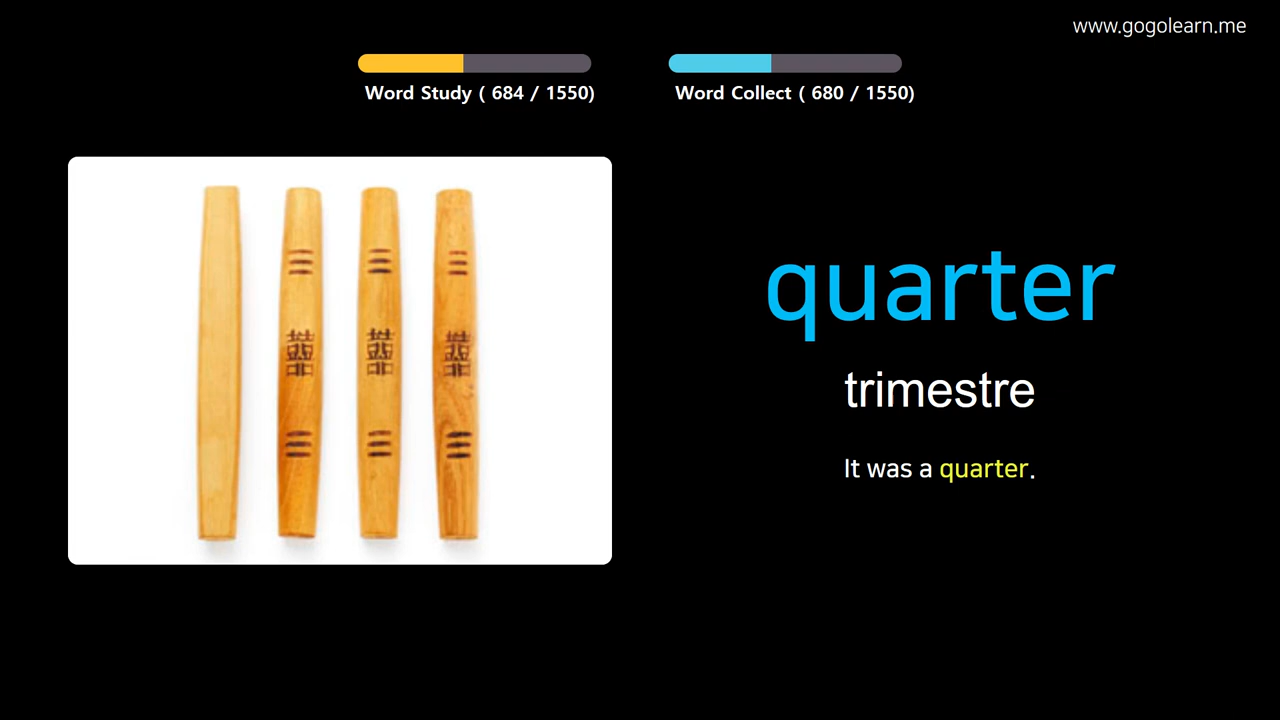 www.gogolearn.me
Word Study ( 684 / 1550)
Word Collect ( 680 / 1550)
quarter
trimestre
It was a quarter.